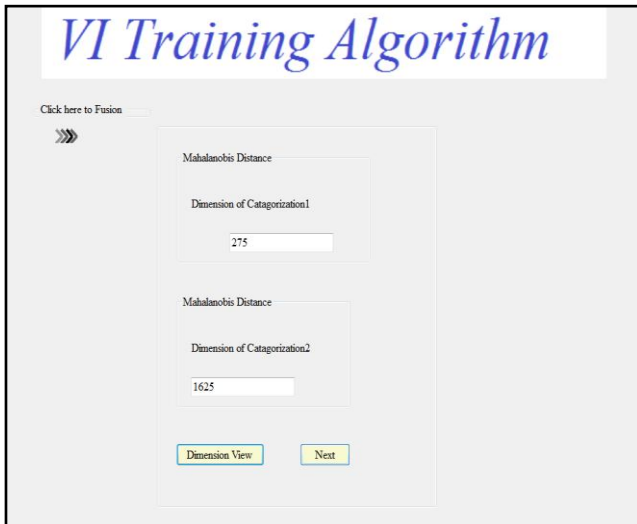 VI Training Algorithm
Click here to Fusion
Mahalanobis Distance
Dimension of Catagorization1
275
Mahalanobis Distance
Dimension of Catagorization2
1625
Dimension View Next